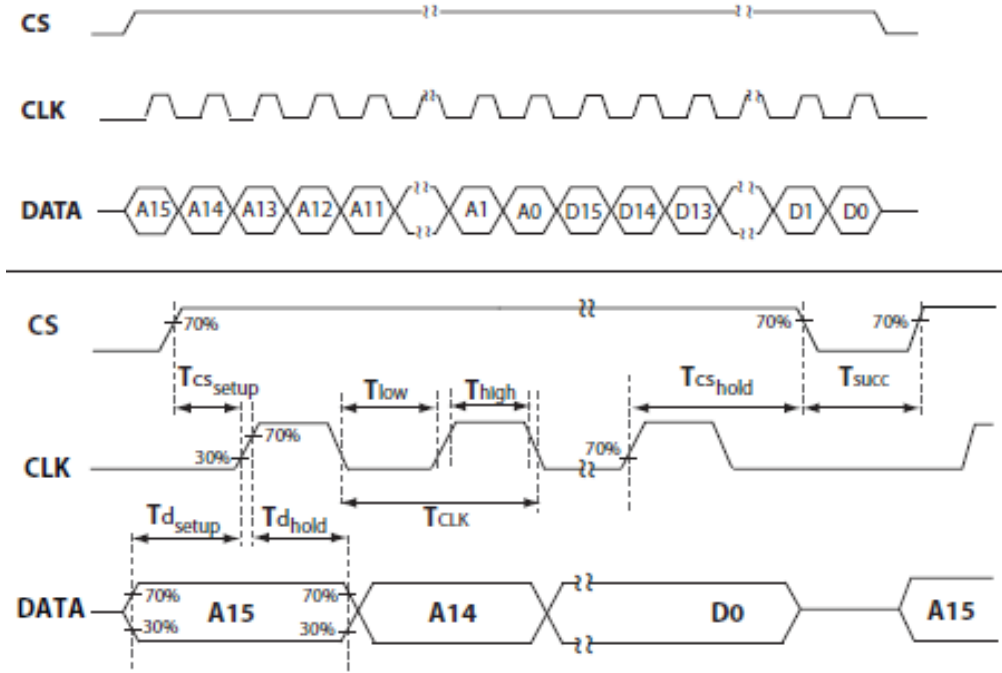 CS
CLK
DATA A15 A14 A13 A12 A11 A1 A0 D15 D14 D13 D1 D0
CS 70% 70% 70%
Tcs setup Tlow Thigh Tcs hold Tsucc
CLK 30% 70% 70%
Td setup Td hold TCLK
DATA 70% 30% A15 70% 30% A14 D0 A15